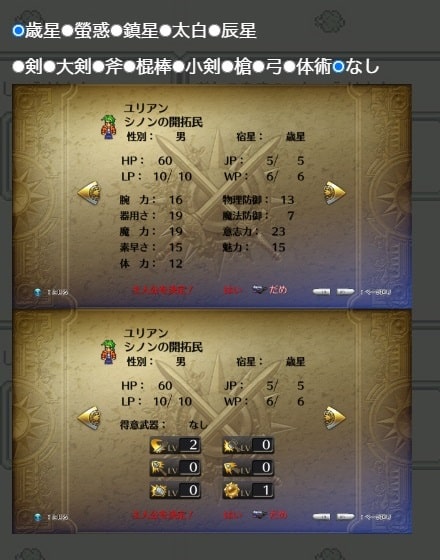 歳星●螢惑●鎮星●太白●辰星
●剣●大剣●斧●棍棒●小剣●槍●弓●体術 なし
ユリアン
シノンの開拓民
性別: 男 宿星: 歳星
HP: 60 JP: 5/ 5
LP: 10/ 10 WP: 6/ 6
腕 力: 16 物理防御: 13
器用さ: 19 魔法防御: 7
魔 力: 19 意志力: 23
素早さ: 15 魅力: 15
体 力: 12
はい だめ
ユリアン
シノンの開拓民
性別: 男 宿星: 歳星
HP: 60 JP: 5/ 5
LP: 10/ 10 WP: 6/ 6
得意武器: なし
LV 2 LV 0
LV 0 LV 0
LV 0 LV 1
はい だめ